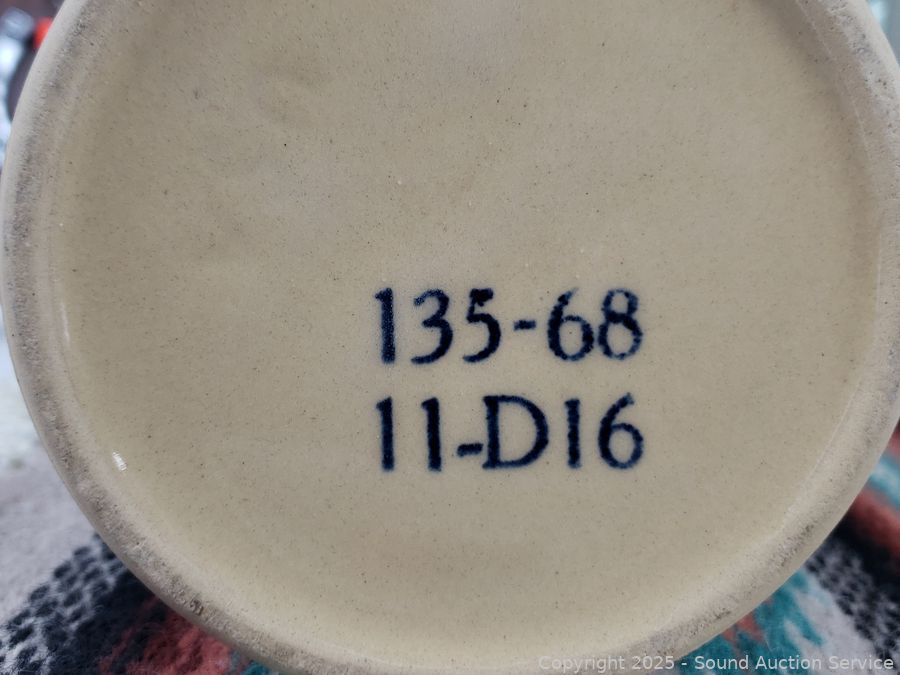 135-68
11-D16
Copyright 2025 - Sound Auction Service